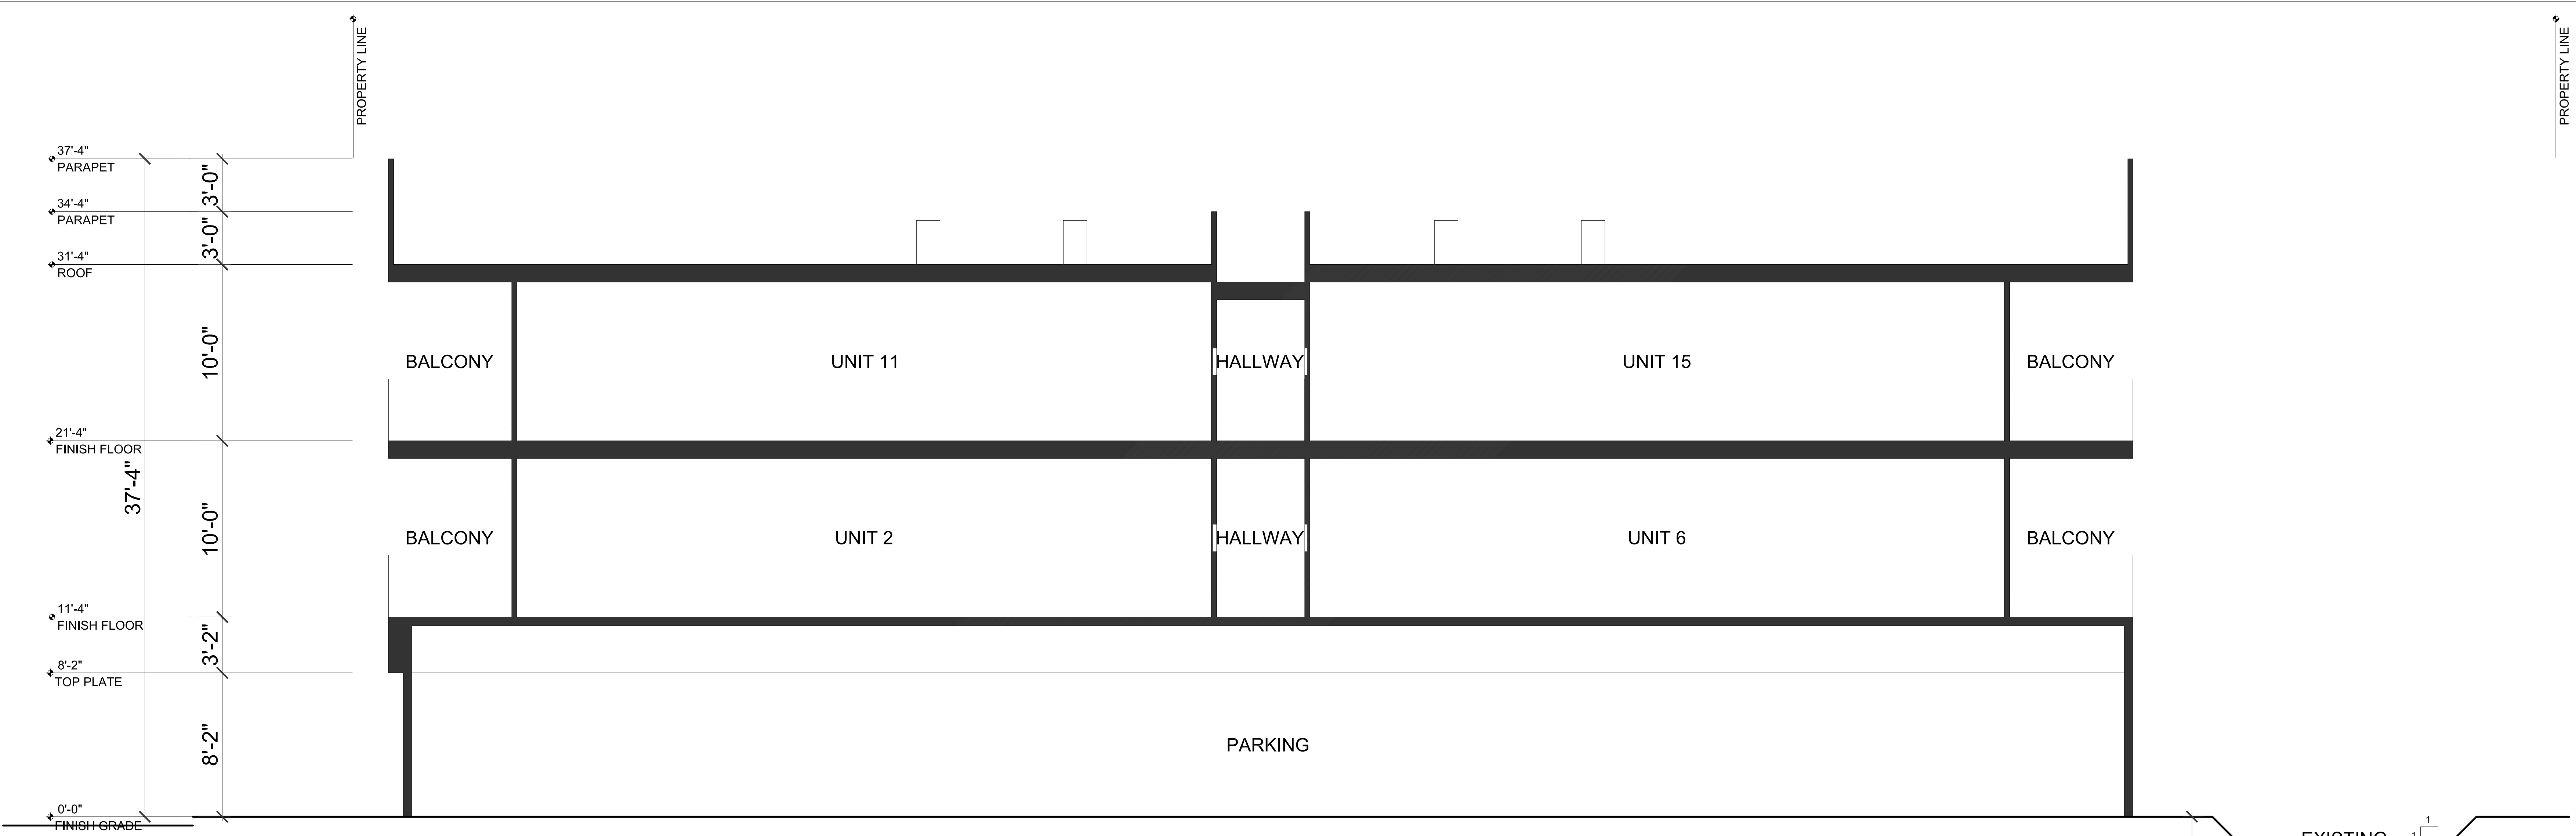 PROPERTY LINE
PROPERTY LINE
37'-4"
PARAPET
3'-0"
34'-4"
PARAPET
3'-0"
31'-4"
ROOF
10'-0"
BALCONY
UNIT 11
HALLWAY
UNIT 15
BALCONY
21'-4"
FINISH FLOOR
37'-4"
10'-0"
BALCONY
UNIT 2
HALLWAY
UNIT 6
BALCONY
11'-4"
FINISH FLOOR
3'-2"
8'-2"
TOP PLATE
8'-2"
PARKING
0'-0"
FINISH GRADE
EXISTING
1
1